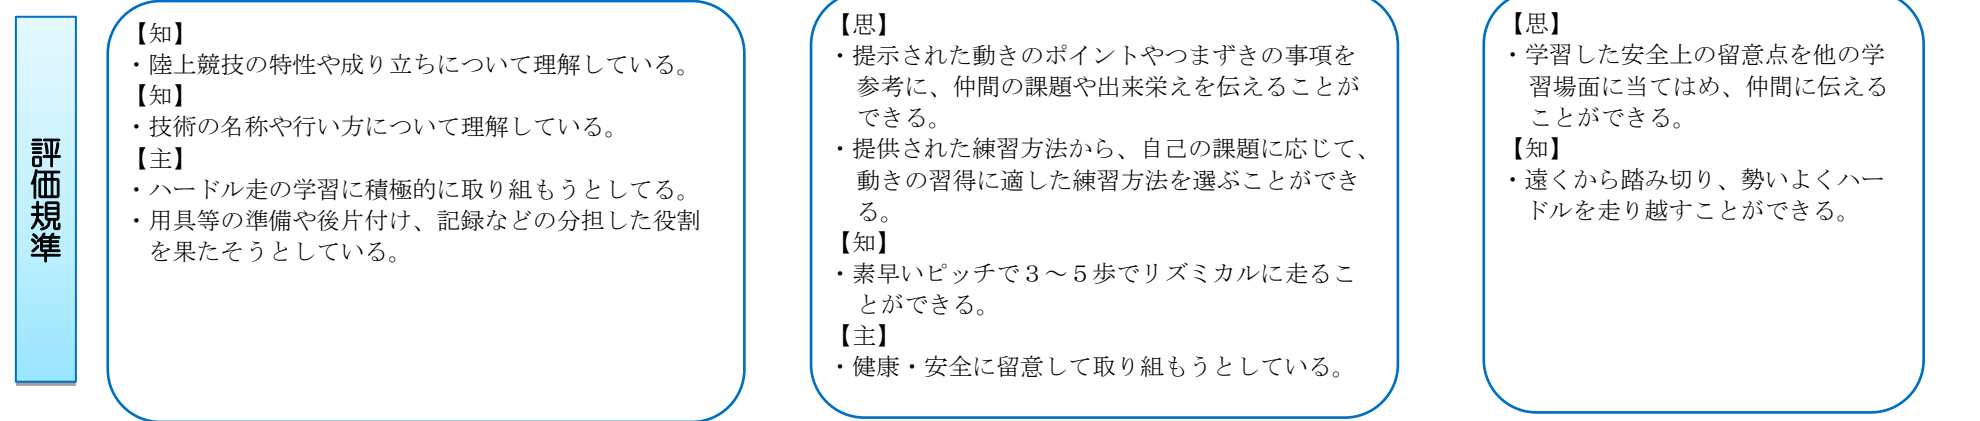 評価規準
【知】
・陸上競技の特性や成り立ちについて理解している。
【知】
・技術の名称や行い方について理解している。
【主】
・ハードル走の学習に積極的に取り組もうとしてる。
・用具等の準備や後片付け、記録などの分担した役割
を果たそうとしている。
【思】
・提示された動きのポイントやつまずきの事項を
参考に、仲間の課題や出来栄えを伝えることが
できる。
・提供された練習方法から、自己の課題に応じて、
動きの習得に適した練習方法を選ぶことができ
る。
【知】
・素早いピッチで３～５歩でリズミカルに走るこ
とができる。
【主】
・健康・安全に留意して取り組もうとしている。
【思】
・学習した安全上の留意点を他の学
習場面に当てはめ、仲間に伝える
ことができる。
【知】
・遠くから踏み切り、勢いよくハー
ドルを走り越すことができる。